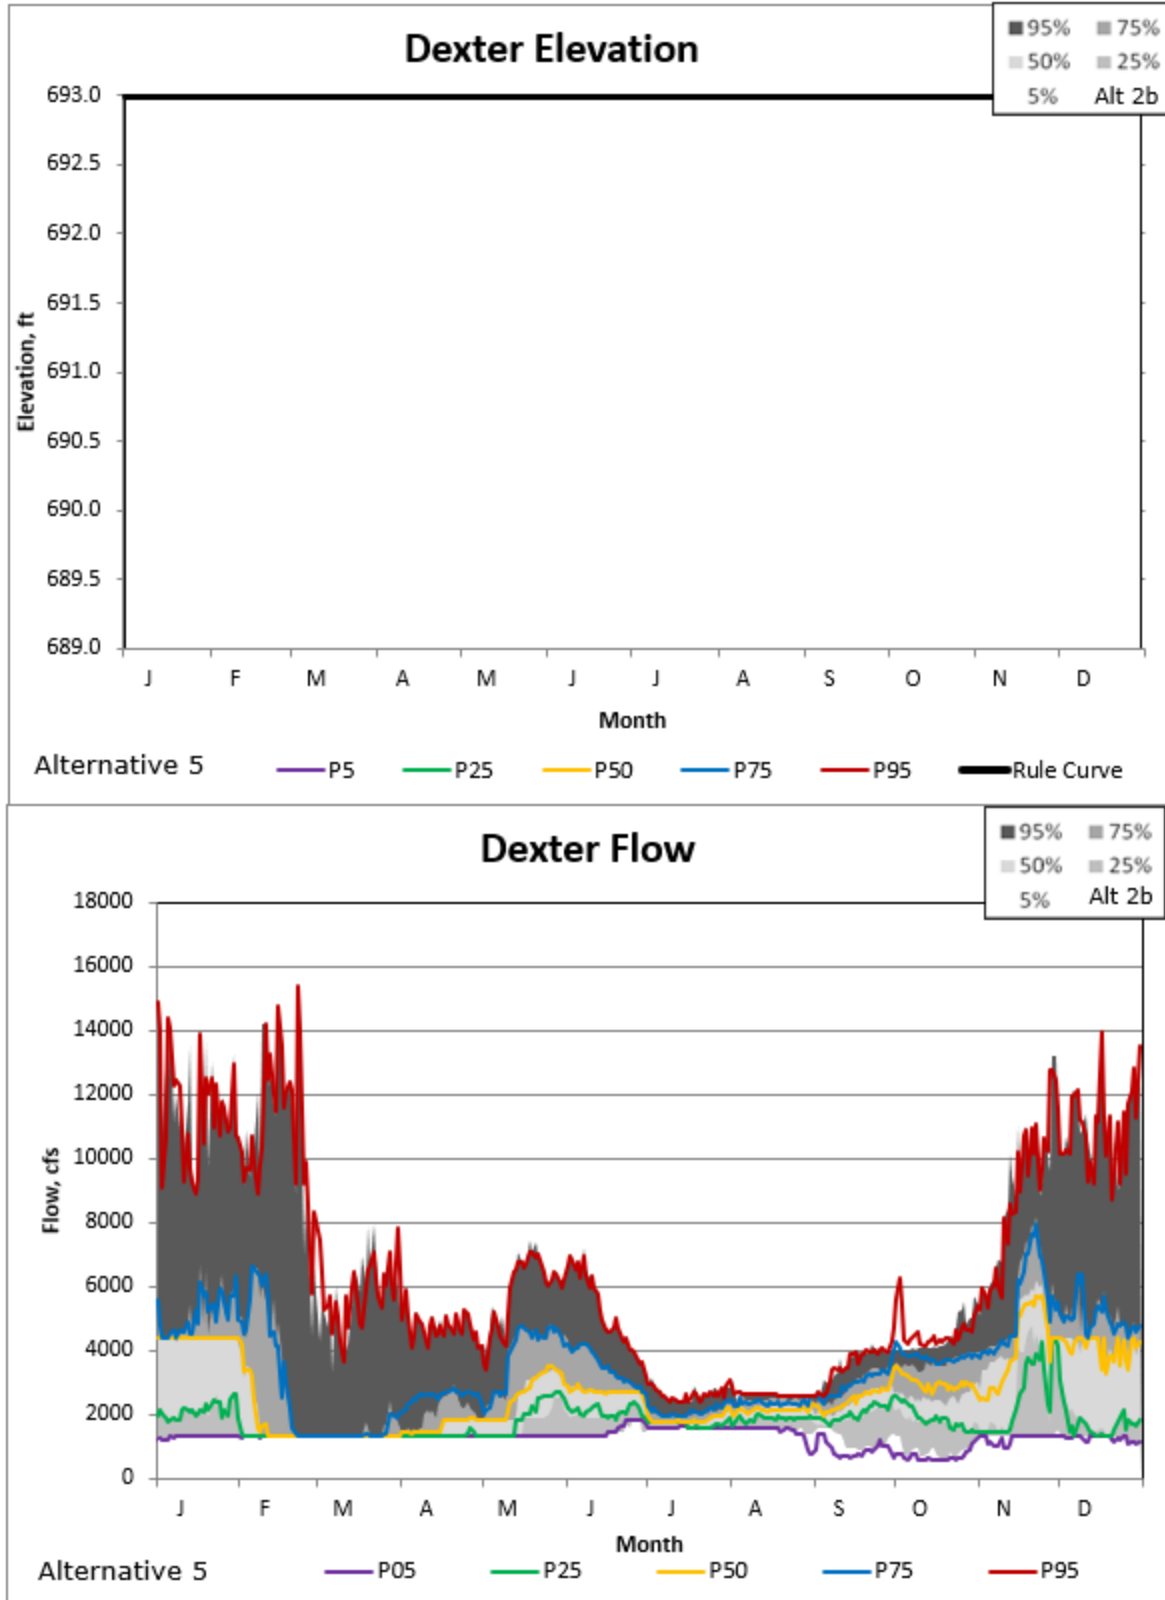 Dexter Elevation
95% 75%
50% 25%
5% Alt 2b
693.0
692.5
692.0
691.5
691.0
690.5
690.0
689.5
689.0
Elevation, ft
J F M A M J J A S O N D
Month
Alternative 5 P5 P25 P50 P75 P95 Rule Curve
Dexter Flow
95% 75%
50% 25%
5% Alt 2b
18000
16000
14000
12000
10000
8000
6000
4000
2000
0
Flow, cfs
J F M A M J J A S O N D
Month
Alternative 5 P05 P25 P50 P75 P95